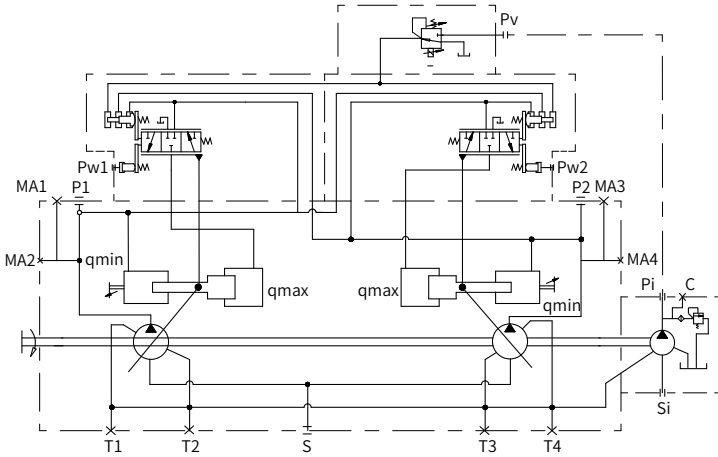 Pv
Pw1
Pw2
MA1
P1
P2
MA3
MA2
qmin
MA4
qmax
qmax
qmin
Pi
C
Si
T1
T2
S
T3
T4